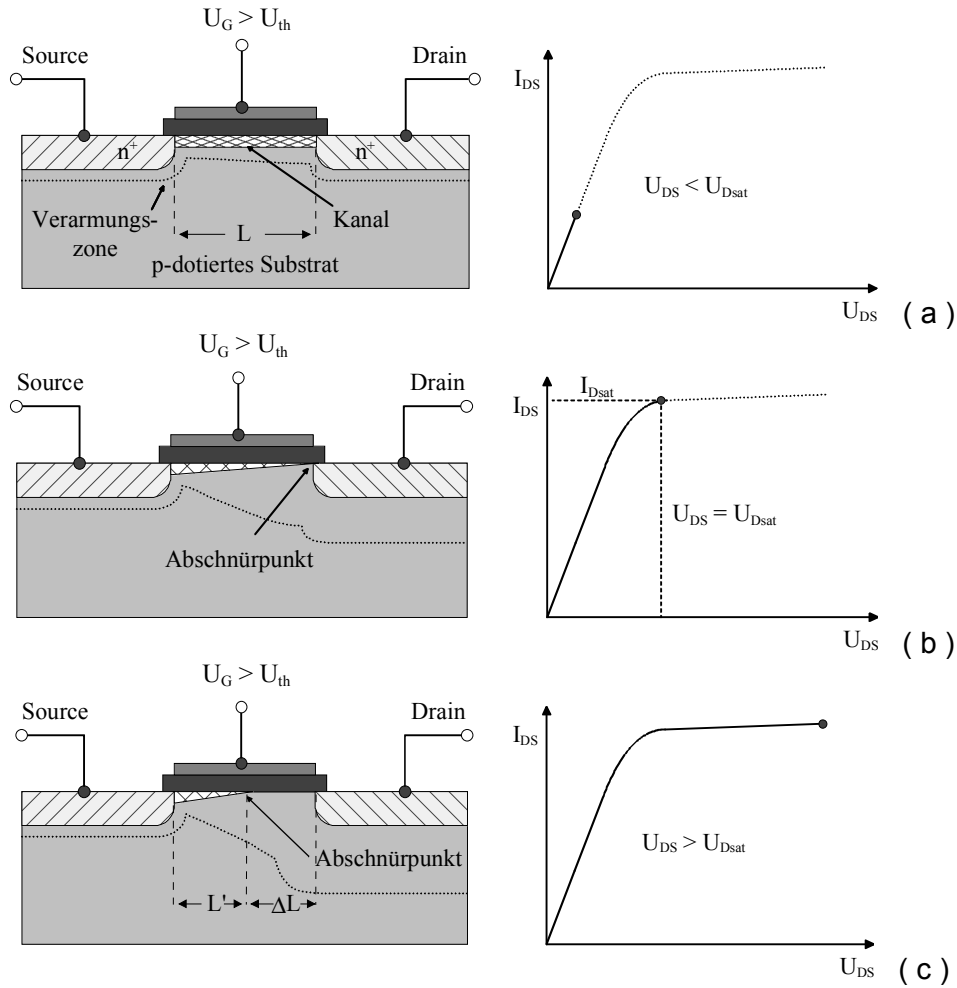 U_G > U_th
Source
Drain
n+
n+
Verarmungs-
zone
L
Kanal
p-dotiertes Substrat
I_DS
U_DS < U_Dsat
U_DS
( a )
U_G > U_th
Source
Drain
Abschnürpunkt
I_Dsat
I_DS
U_DS = U_Dsat
U_DS
( b )
U_G > U_th
Source
Drain
Abschnürpunkt
L'
ΔL
I_DS
U_DS > U_Dsat
U_DS
( c )